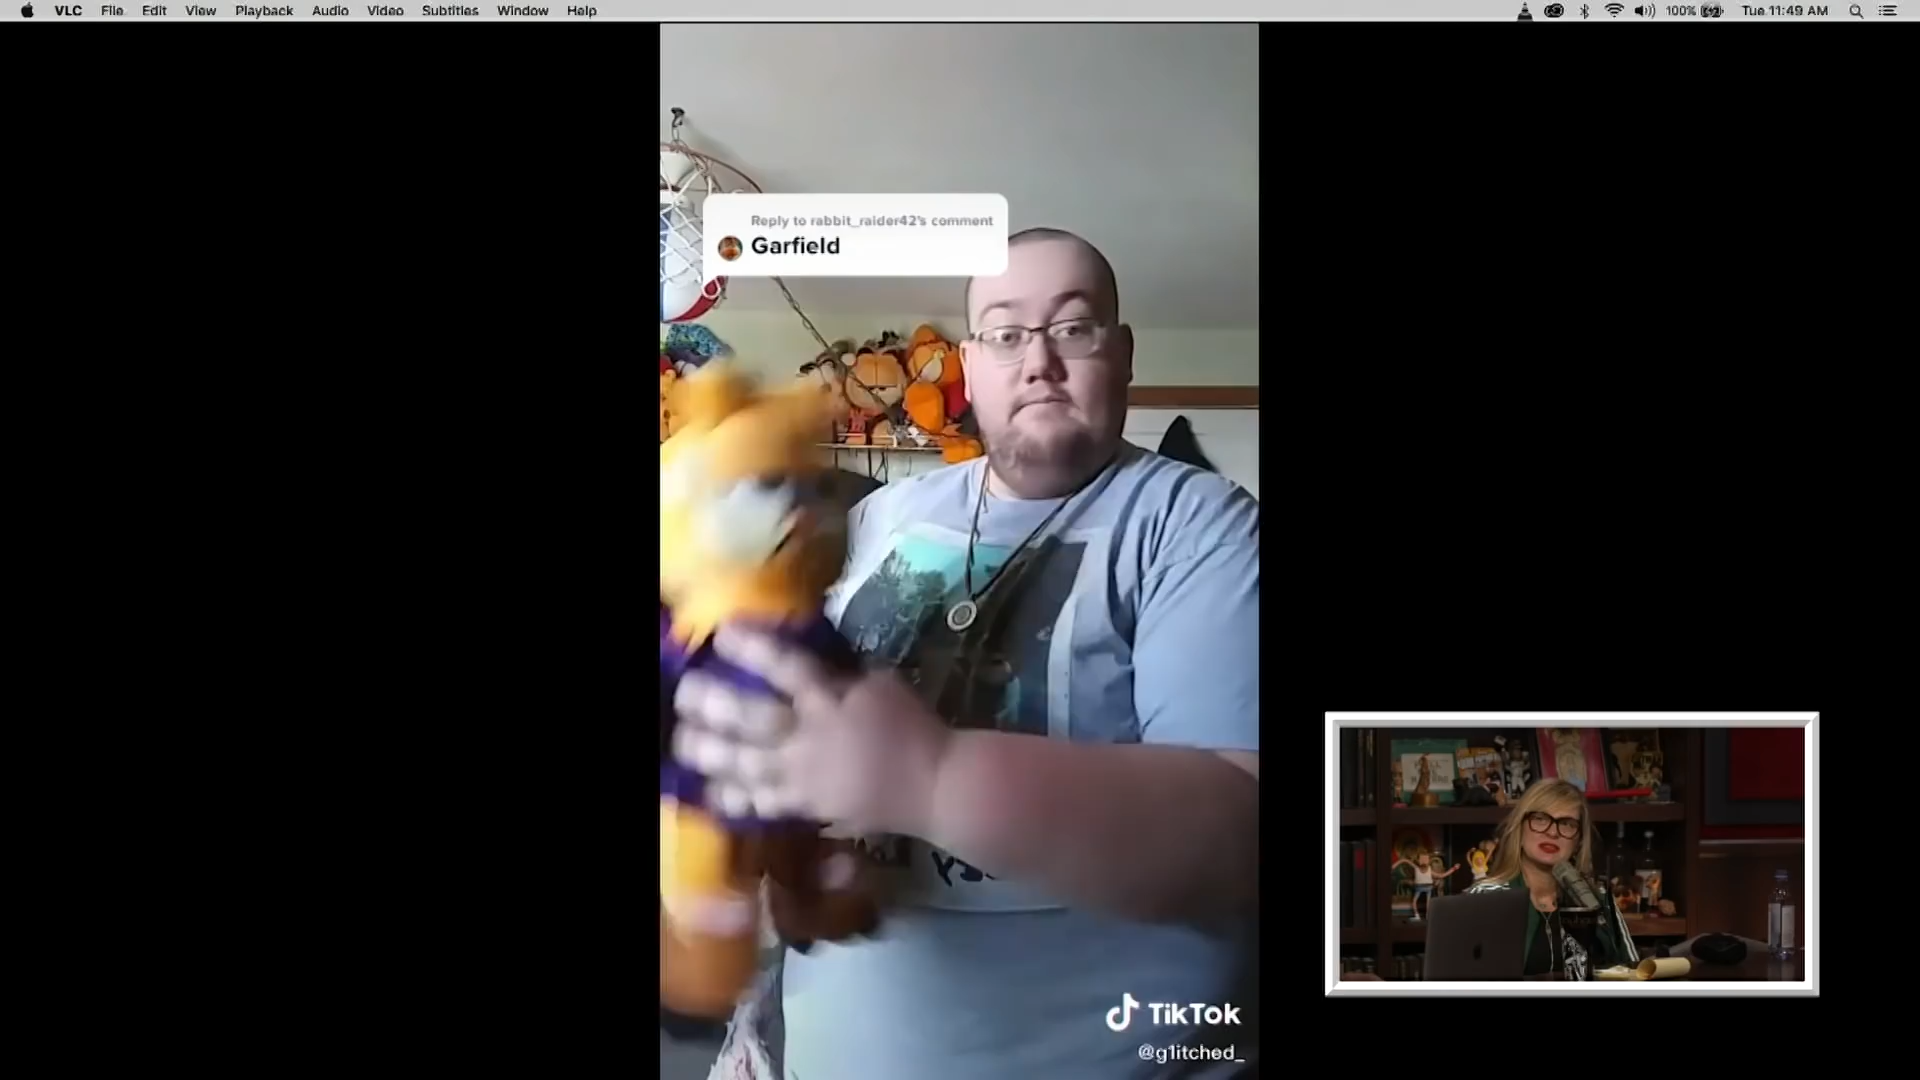 VLC File Edit View Playback Audio Video Subtitles Window Help 100% Tue 11:49 AM
Reply to rabbit_raider42's comment
Garfield
TikTok
@g1itched_